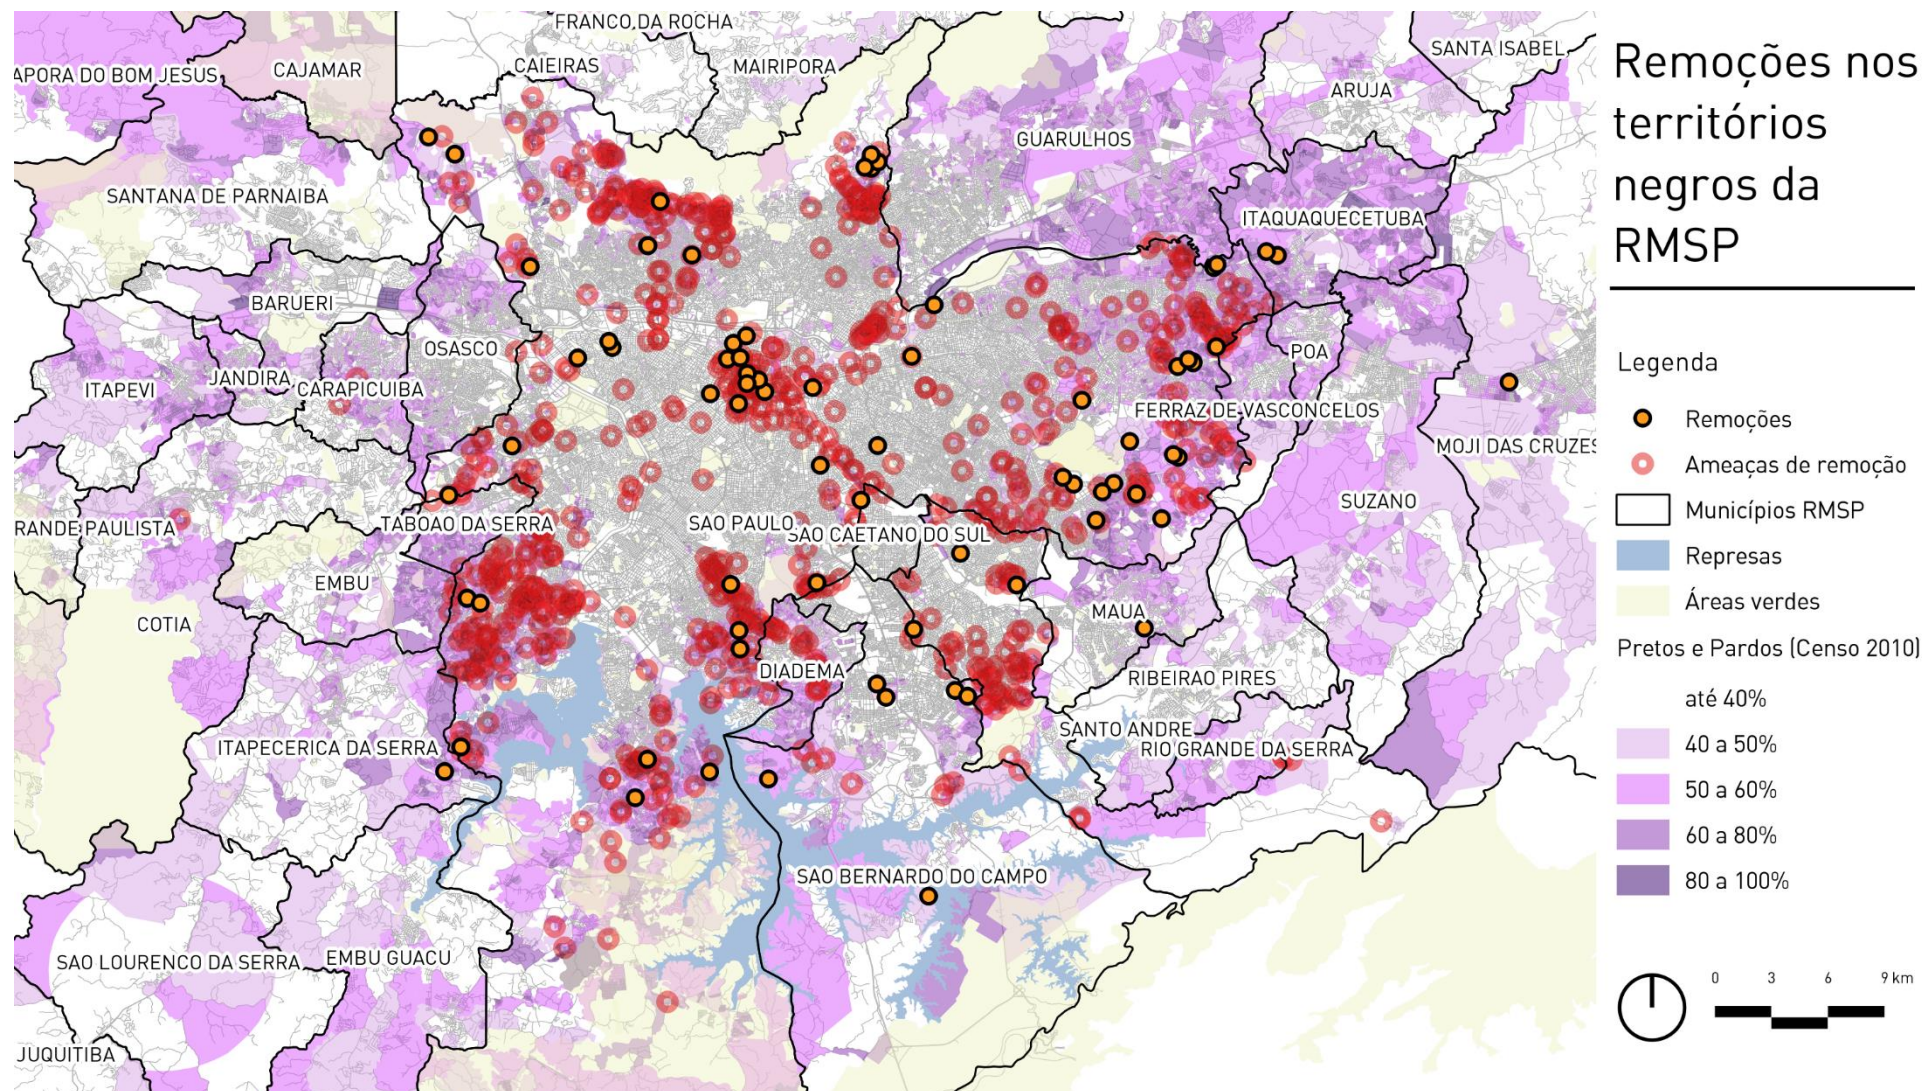 FRANCO DA ROCHA
SANTA ISABEL
CAIEIRAS
MAIRIPORA
APORA DO BOM JESUS
CAJAMAR
ARUJA
GUARULHOS
SANTANA DE PARNAIBA
ITAQUAQUECETUBA
BARUERI
OSASCO
POA
JANDIRA
ITAPEVI
CARAPICUIBA
FERRAZ DE VASCONCELOS
MOJI DAS CRUZES
SUZANO
RANDE PAULISTA
TABOAO DA SERRA
SAO PAULO
SAO CAETANO DO SUL
EMBU
MAUA
COTIA
DIADEMA
RIBEIRAO PIRES
SANTO ANDRE
ITAPECERICA DA SERRA
RIO GRANDE DA SERRA
SAO BERNARDO DO CAMPO
SAO LOURENCO DA SERRA
EMBU GUACU
JUQUITIBA
Remoções nos
territórios
negros da
RMSP
Legenda
Remoções
Ameaças de remoção
Municípios RMSP
Represas
Áreas verdes
Pretos e Pardos (Censo 2010)
até 40%
40 a 50%
50 a 60%
60 a 80%
80 a 100%
0 3 6 9 km